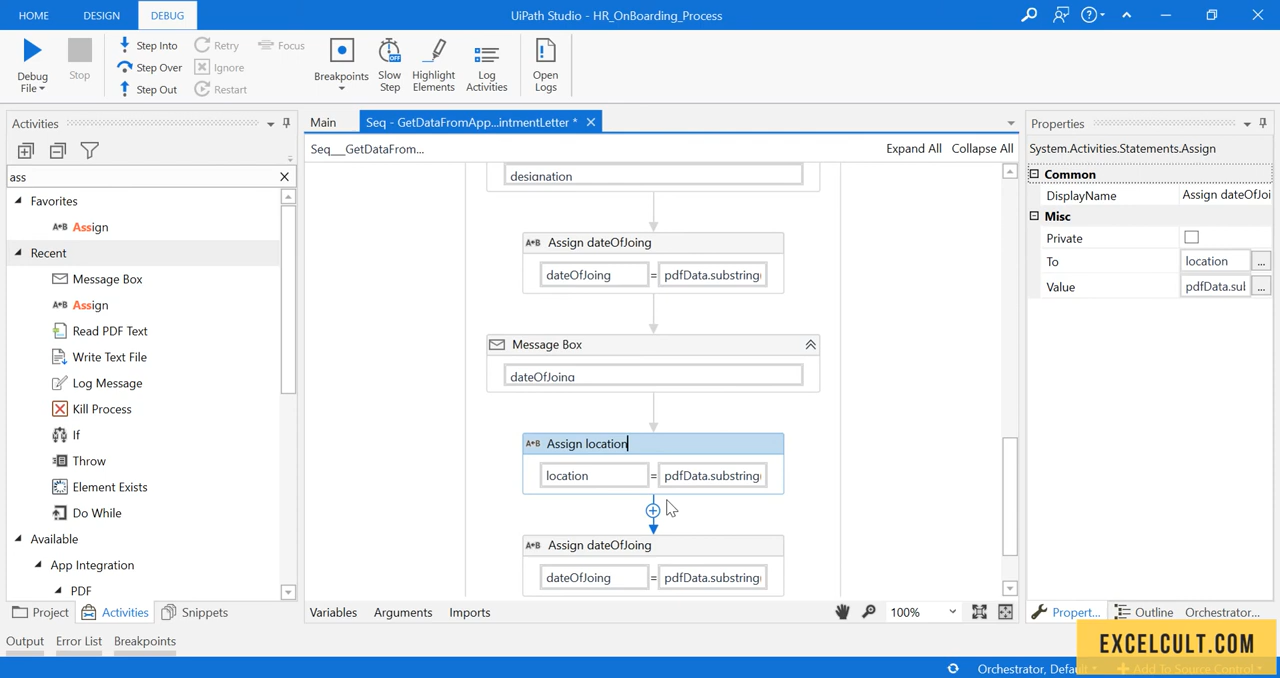 HOME DESIGN DEBUG UiPath Studio - HR_OnBoarding_Process
Debug File Stop Step Into Step Over Step Out Retry Ignore Restart Focus Breakpoints Slow Step Highlight Elements Log Activities Open Logs
Activities
ass
Favorites
Assign
Recent
Message Box
Assign
Read PDF Text
Write Text File
Log Message
Kill Process
If
Throw
Element Exists
Do While
Available
App Integration
PDF
Project Activities Snippets
Main Seq - GetDataFromApp...intmentLetter *
Seq__GetDataFrom... Expand All Collapse All
designation
A+B Assign dateOfJoing
dateOfJoing = pdfData.substring(
Message Box
dateOfJoing
A+B Assign location
location = pdfData.substring(
A+B Assign dateOfJoing
dateOfJoing = pdfData.substring(
Variables Arguments Imports 100%
Properties
System.Activities.Statements.Assign
Common
DisplayName Assign dateOfJoi
Misc
Private
To location ...
Value pdfData.sul ...
Propert... Outline Orchestrator...
Output Error List Breakpoints
EXCELCULT.COM
Orchestrator, Default Add To Source Control